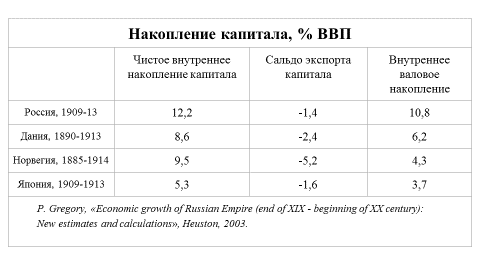 Накопление капитала, % ВВП
Чистое внутреннее накопление капитала
Сальдо экспорта капитала
Внутреннее валовое накопление
Россия, 1909-13 12,2 -1,4 10,8
Дания, 1890-1913 8,6 -2,4 6,2
Норвегия, 1885-1914 9,5 -5,2 4,3
Япония, 1909-1913 5,3 -1,6 3,7
P. Gregory, «Economic growth of Russian Empire (end of XIX - beginning of XX century):
New estimates and calculations», Heuston, 2003.